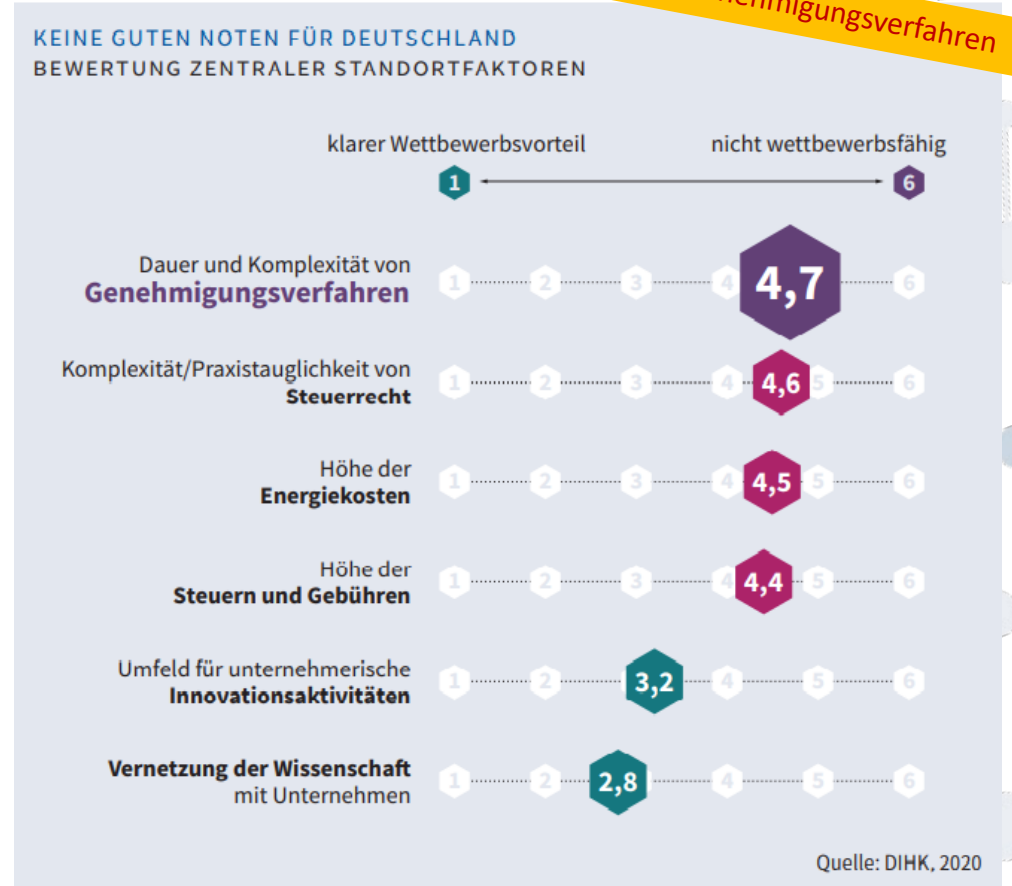 KEINE GUTEN NOTEN FÜR DEUTSCHLAND
BEWERTUNG ZENTRALER STANDORTFAKTOREN
klarer Wettbewerbsvorteil nicht wettbewerbsfähig
1 6
Dauer und Komplexität von
Genehmigungsverfahren
1 2 3 4 4,7 6
Komplexität/Praxistauglichkeit von
Steuerrecht
1 2 3 4 4,6 5 6
Höhe der
Energiekosten
1 2 3 4 4,5 5 6
Höhe der
Steuern und Gebühren
1 2 3 4 4,4 5 6
Umfeld für unternehmerische
Innovationsaktivitäten
1 2 3,2 4 5 6
Vernetzung der Wissenschaft
mit Unternehmen
1 2 2,8 4 5 6
Quelle: DIHK, 2020